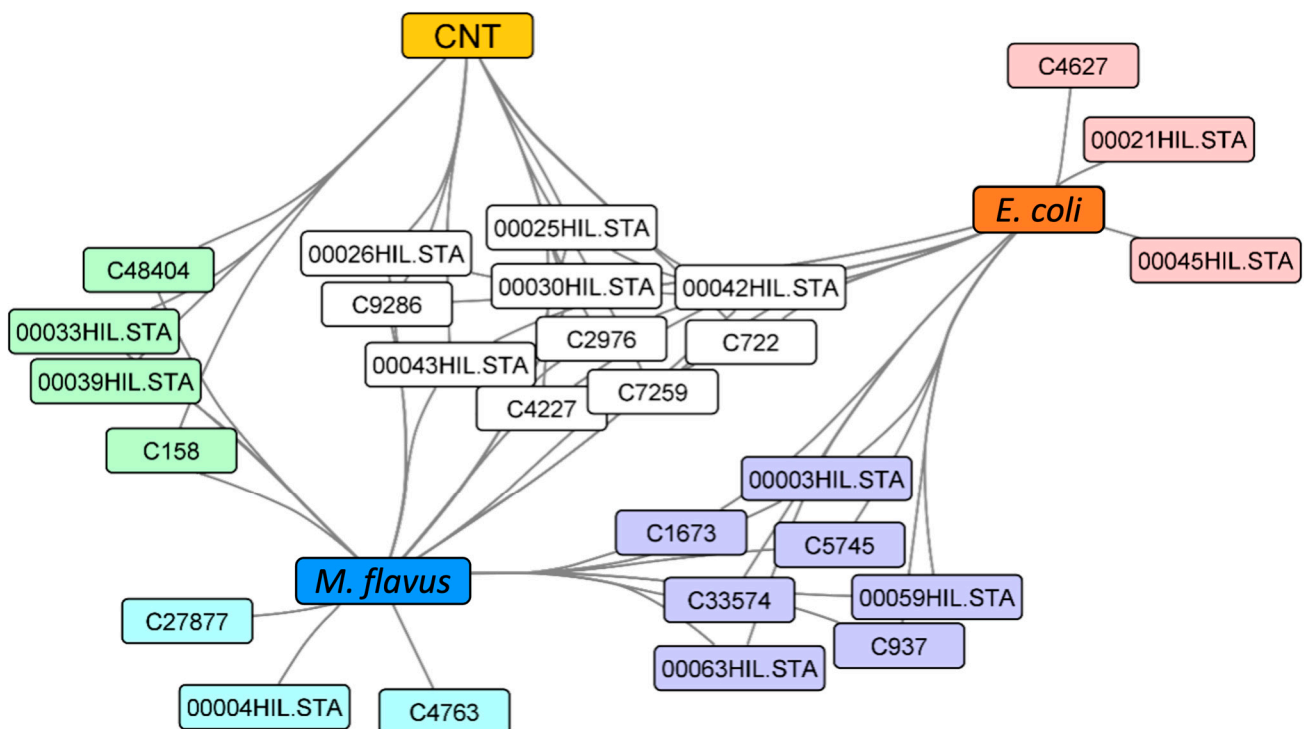 CNT
C4627
00021HIL.STA
E. coli
00045HIL.STA
00025HIL.STA
00026HIL.STA
C48404
00030HIL.STA
00042HIL.STA
C9286
00033HIL.STA
C2976
C722
00043HIL.STA
00039HIL.STA
C7259
C4227
C158
00003HIL.STA
C1673
C5745
M. flavus
C33574
00059HIL.STA
C27877
C937
00063HIL.STA
00004HIL.STA
C4763